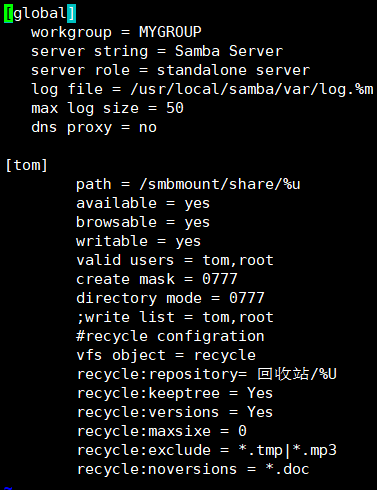 [global]
workgroup = MYGROUP
server string = Samba Server
server role = standalone server
log file = /usr/local/samba/var/log.%m
max log size = 50
dns proxy = no
[tom]
path = /smbmount/share/%u
available = yes
browsable = yes
writable = yes
valid users = tom,root
create mask = 0777
directory mode = 0777
;write list = tom,root
#recycle configration
vfs object = recycle
recycle:repository= 回收站/%U
recycle:keeptree = Yes
recycle:versions = Yes
recycle:maxsixe = 0
recycle:exclude = *.tmp|*.mp3
recycle:noversions = *.doc
~